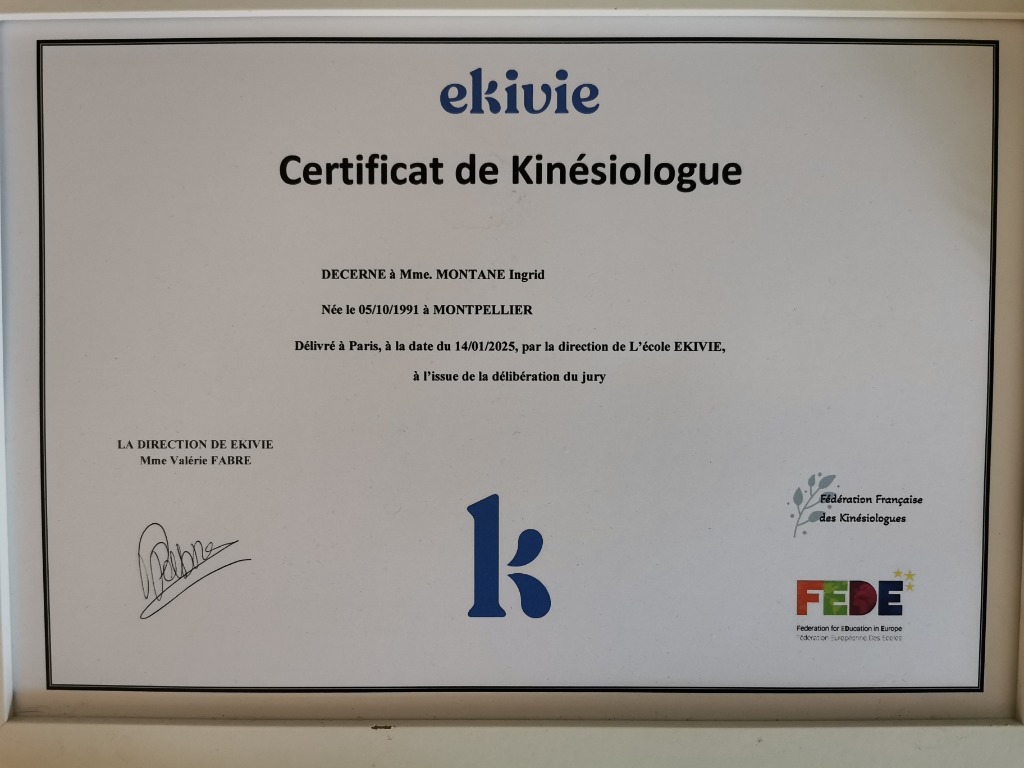 ekivie
Certificat de Kinésiologue
DECERNE à Mme. MONTANE Ingrid
Née le 05/10/1991 à MONTPELLIER
Délivré à Paris, à la date du 14/01/2025, par la direction de L'école EKIVIE,
à l'issue de la délibération du jury
LA DIRECTION DE EKIVIE
Mme Valérie FABRE
k
Fédération Française
des Kinésiologues
FEDE
Federation for EDucation in Europe
Fédération Européenne Des Ecoles